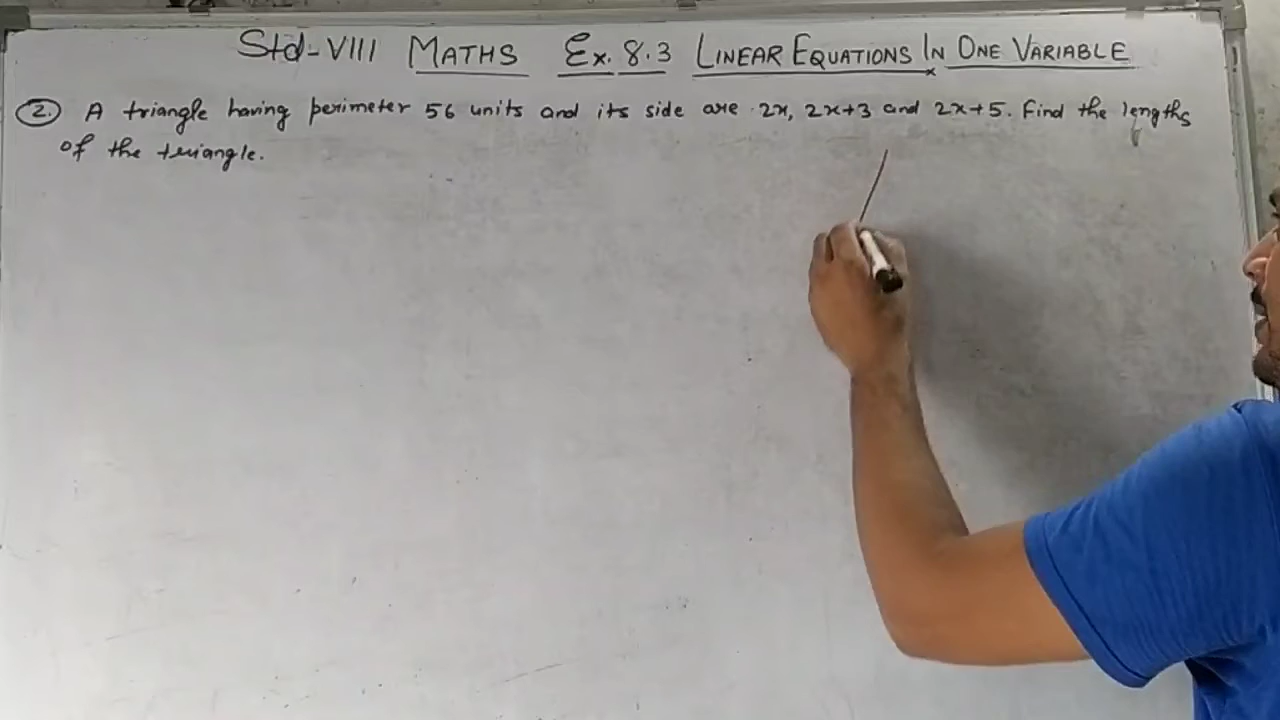 Std-VIII MATHS Ex. 8.3 LINEAR EQUATIONS IN ONE VARIABLE
2. A triangle having perimeter 56 units and its side are 2x, 2x+3 and 2x+5. Find the lengths
of the triangle.